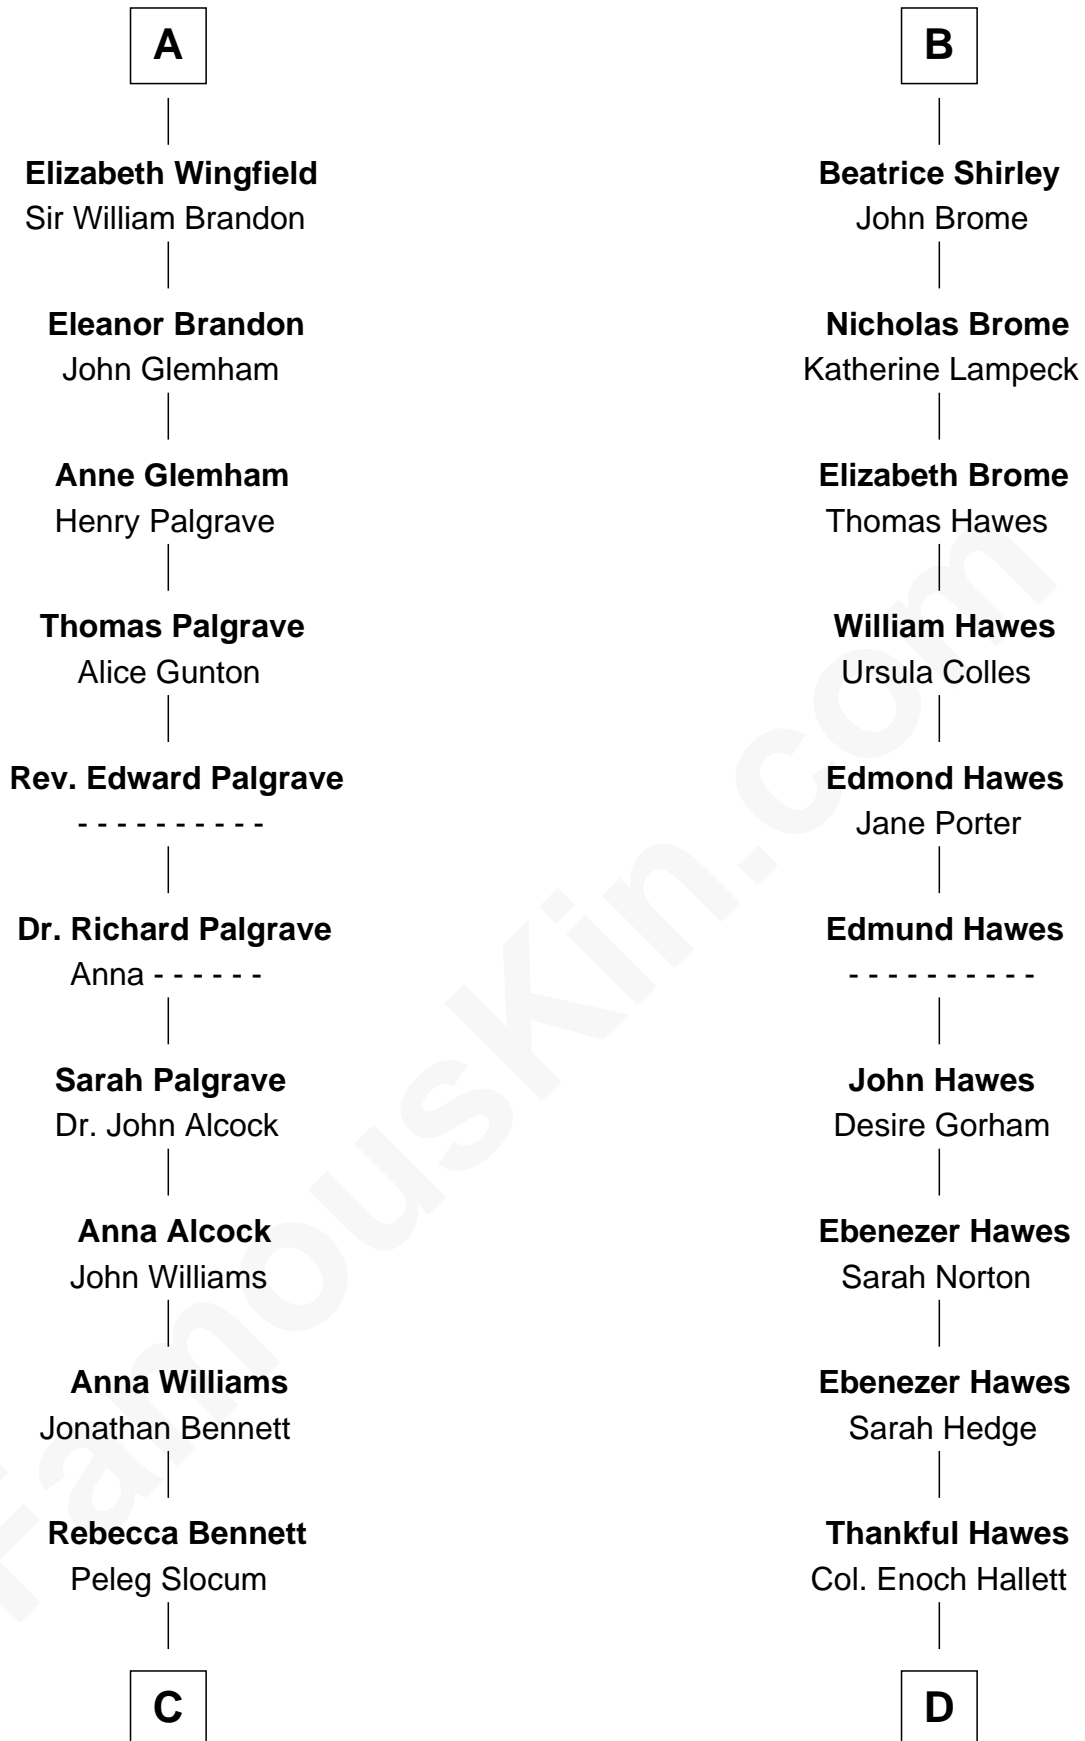 A
Elizabeth Wingfield
Sir William Brandon
Eleanor Brandon
John Glemham
Anne Glemham
Henry Palgrave
Thomas Palgrave
Alice Gunton
Rev. Edward Palgrave
- - - - - - - - - -
Dr. Richard Palgrave
Anna - - - - - -
Sarah Palgrave
Dr. John Alcock
Anna Alcock
John Williams
Anna Williams
Jonathan Bennett
Rebecca Bennett
Peleg Slocum
C
B
Beatrice Shirley
John Brome
Nicholas Brome
Katherine Lampeck
Elizabeth Brome
Thomas Hawes
William Hawes
Ursula Colles
Edmond Hawes
Jane Porter
Edmund Hawes
- - - - - - - - - -
John Hawes
Desire Gorham
Ebenezer Hawes
Sarah Norton
Ebenezer Hawes
Sarah Hedge
Thankful Hawes
Col. Enoch Hallett
D
FamousKin.com